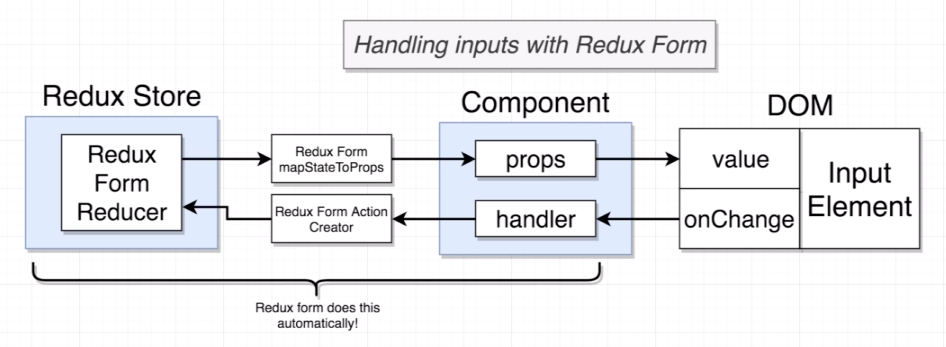 Handling inputs with Redux Form
Redux Store
Component
DOM
Redux
Form
Reducer
Redux Form
mapStateToProps
props
value
Input
Element
Redux Form Action
Creator
handler
onChange
Redux form does this
automatically!